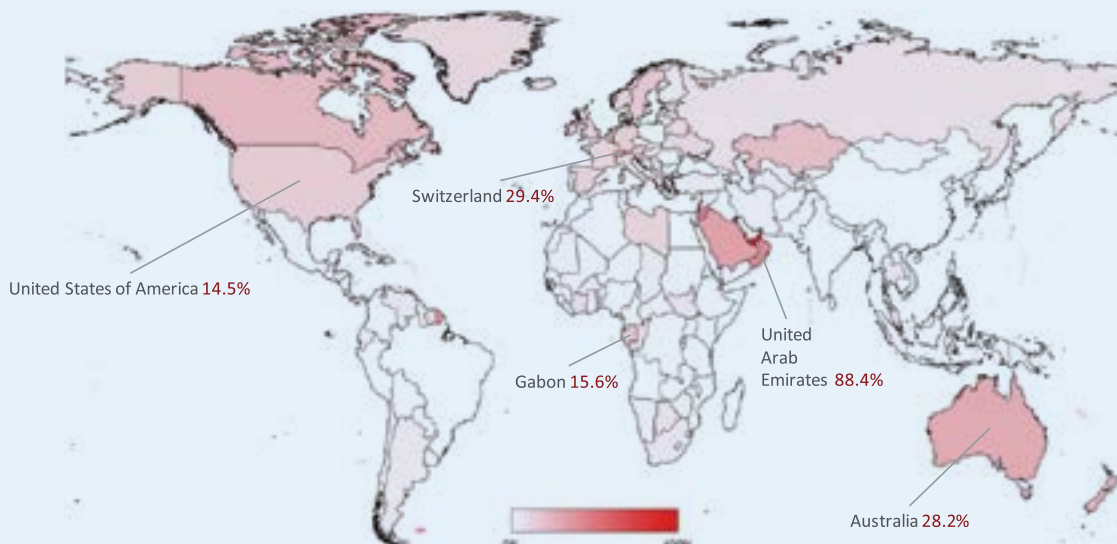 Switzerland 29.4%
United States of America 14.5%
United
Arab
Emirates 88.4%
Gabon 15.6%
Australia 28.2%